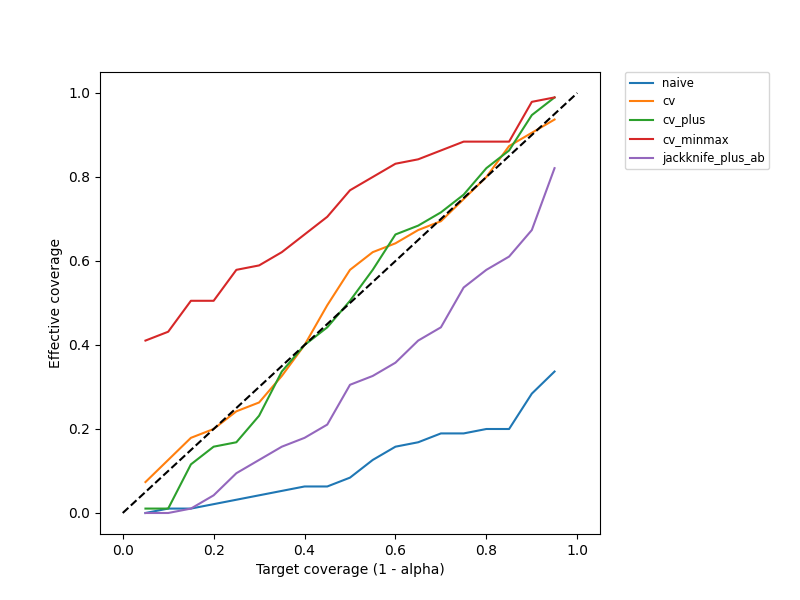 1.0
0.8
0.6
0.4
0.2
0.0
Effective coverage
0.0 0.2 0.4 0.6 0.8 1.0
Target coverage (1 - alpha)
naive
cv
cv_plus
cv_minmax
jackknife_plus_ab